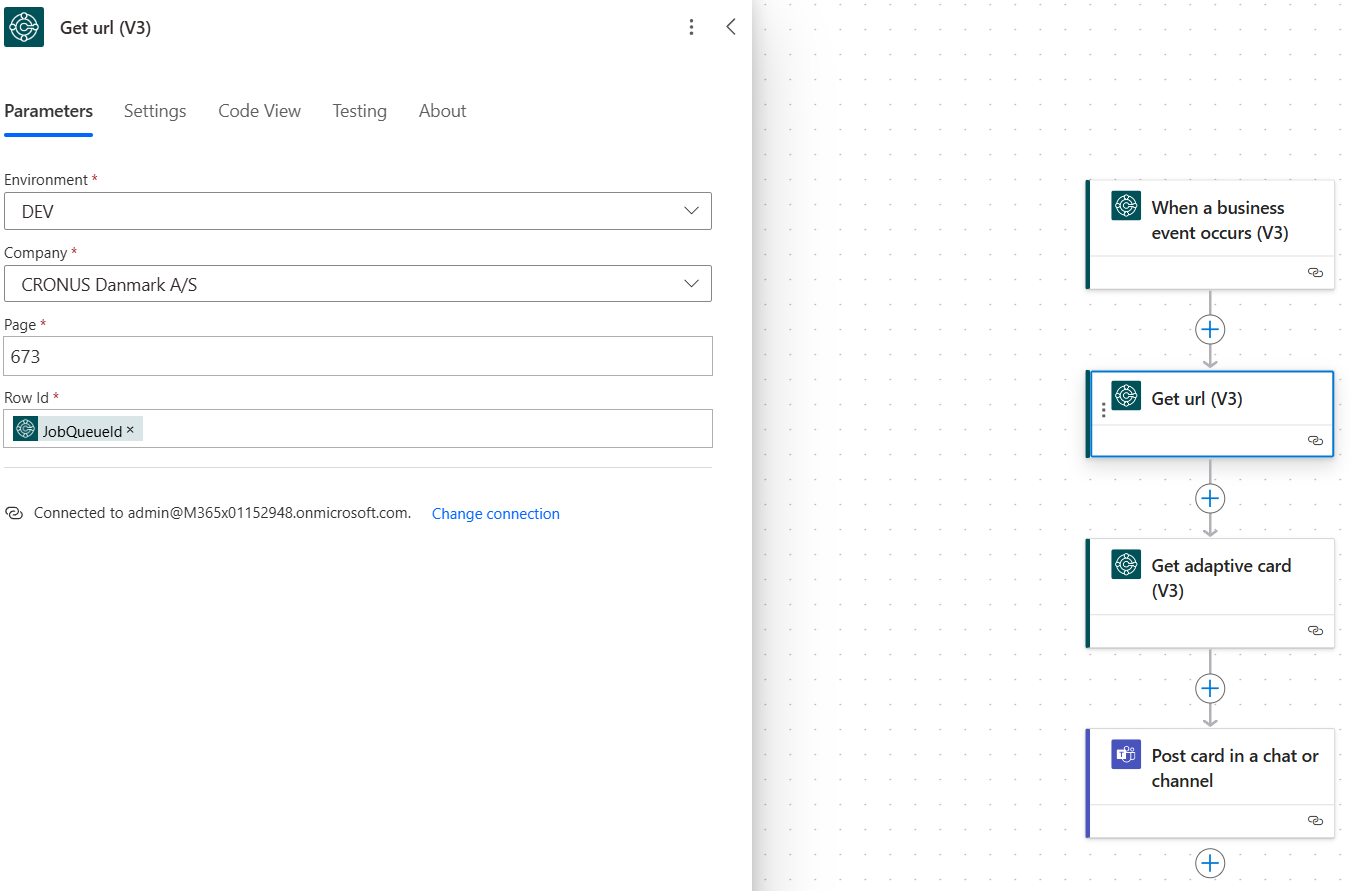 Get url (V3)
Parameters
Settings
Code View
Testing
About
Environment *
DEV
Company *
CRONUS Danmark A/S
Page *
673
Row Id *
JobQueueId ×
Connected to admin@M365x01152948.onmicrosoft.com.
Change connection
When a business
event occurs (V3)
Get url (V3)
Get adaptive card
(V3)
Post card in a chat or
channel